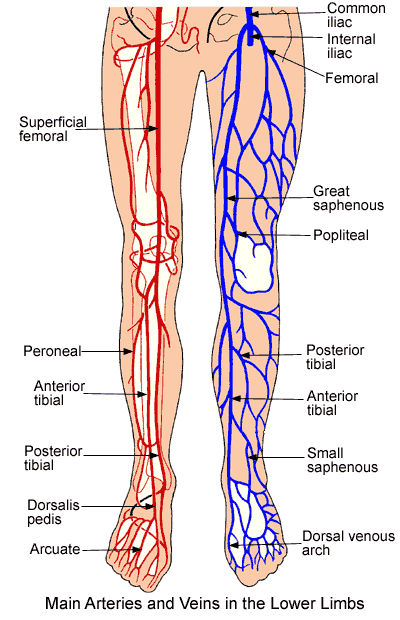 Common
iliac
Internal
iliac
Femoral
Superficial
femoral
Great
saphenous
Popliteal
Peroneal
Posterior
tibial
Anterior
tibial
Anterior
tibial
Posterior
tibial
Small
saphenous
Dorsalis
pedis
Dorsal venous
arch
Arcuate
Main Arteries and Veins in the Lower Limbs